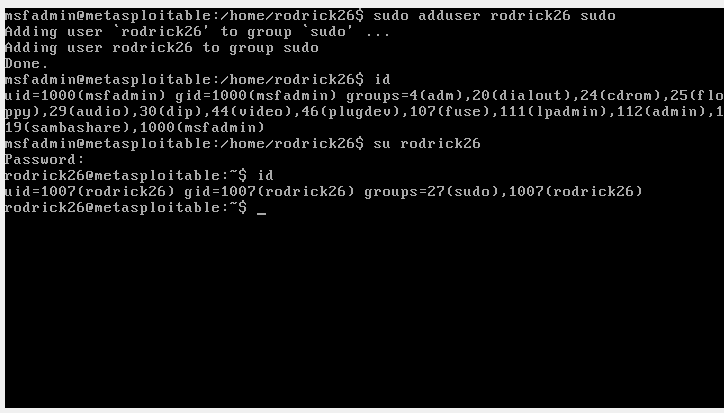 msfadmin@metasploitable:/home/rodrick26$ sudo adduser rodrick26 sudo
Adding user `rodrick26' to group `sudo' ...
Adding user rodrick26 to group sudo
Done.
msfadmin@metasploitable:/home/rodrick26$ id
uid=1000(msfadmin) gid=1000(msfadmin) groups=4(adm),20(dialout),24(cdrom),25(flo
ppy),29(audio),30(dip),44(video),46(plugdev),107(fuse),111(lpadmin),112(admin),1
19(sambashare),1000(msfadmin)
msfadmin@metasploitable:/home/rodrick26$ su rodrick26
Password:
rodrick26@metasploitable:~$ id
uid=1007(rodrick26) gid=1007(rodrick26) groups=27(sudo),1007(rodrick26)
rodrick26@metasploitable:~$ _